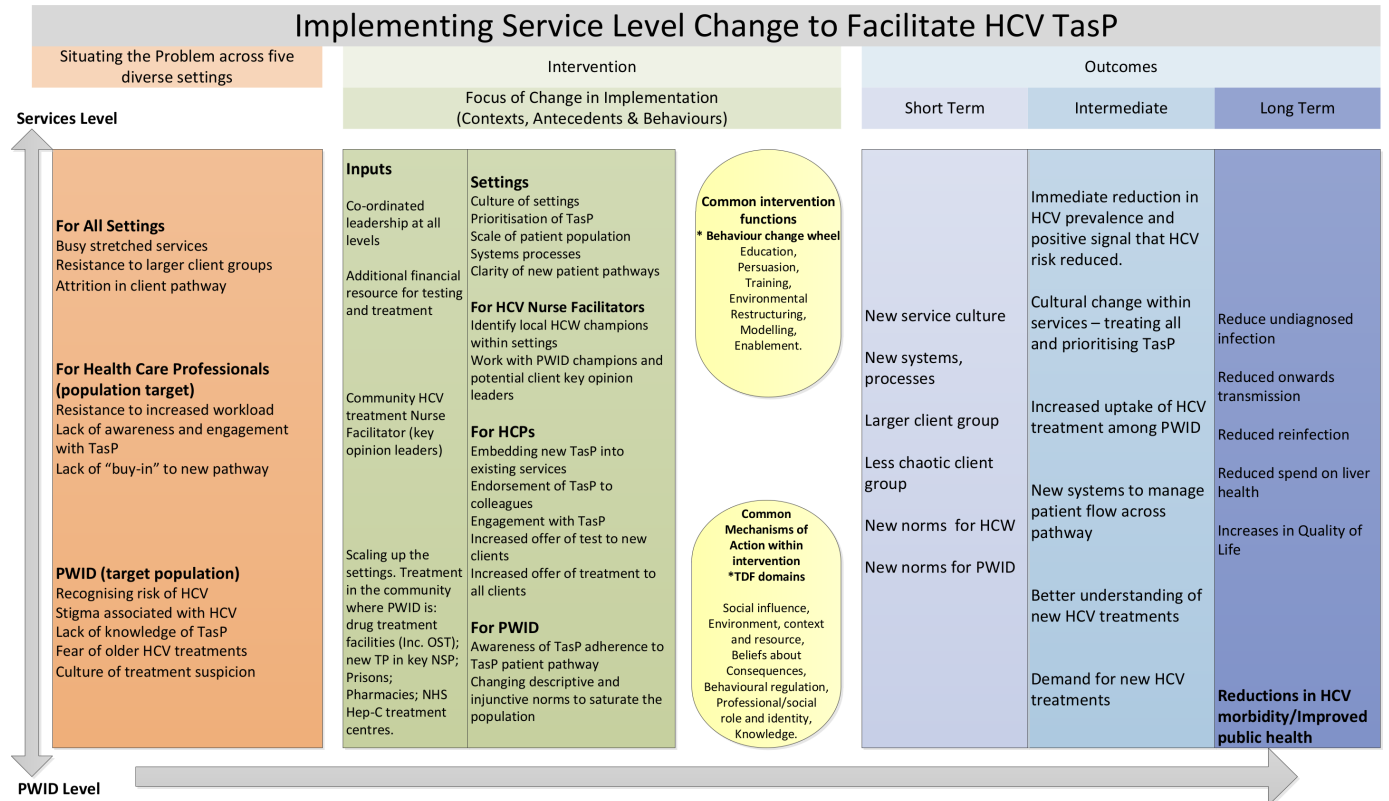 Implementing Service Level Change to Facilitate HCV TasP
Situating the Problem across five
diverse settings
Intervention
Focus of Change in Implementation
(Contexts, Antecedents & Behaviours)
Outcomes
Short Term
Intermediate
Long Term
Services Level
For All Settings
Busy stretched services
Resistance to larger client groups
Attrition in client pathway
For Health Care Professionals
(population target)
Resistance to increased workload
Lack of awareness and engagement
with TasP
Lack of “buy-in” to new pathway
PWID (target population)
Recognising risk of HCV
Stigma associated with HCV
Lack of knowledge of TasP
Fear of older HCV treatments
Culture of treatment suspicion
Inputs
Co-ordinated
leadership at all
levels
Additional financial
resource for testing
and treatment
Community HCV
treatment Nurse
Facilitator (key
opinion leaders)
Scaling up the
settings. Treatment
in the community
where PWID is:
drug treatment
facilities (Inc. OST);
new TP in key NSP;
Prisons;
Pharmacies; NHS
Hep-C treatment
centres.
Settings
Culture of settings
Prioritisation of TasP
Scale of patient population
Systems processes
Clarity of new patient pathways
For HCV Nurse Facilitators
Identify local HCW champions
within settings
Work with PWID champions and
potential client key opinion
leaders
For HCPs
Embedding new TasP into
existing services
Endorsement of TasP to
colleagues
Engagement with TasP
Increased offer of test to new
clients
Increased offer of treatment to
all clients
For PWID
Awareness of TasP adherence to
TasP patient pathway
Changing descriptive and
injunctive norms to saturate the
population
Common intervention
functions
* Behaviour change wheel
Education,
Persuasion,
Training,
Environmental
Restructuring,
Modelling,
Enablement.
Common
Mechanisms of
Action within
intervention
*TDF domains
Social influence,
Environment, context
and resource,
Beliefs about
Consequences,
Behavioural regulation,
Professional/social
role and identity,
Knowledge.
New service culture
New systems,
processes
Larger client group
Less chaotic client
group
New norms for HCW
New norms for PWID
Immediate reduction in
HCV prevalence and
positive signal that HCV
risk reduced.
Cultural change within
services – treating all
and prioritising TasP
Increased uptake of HCV
treatment among PWID
New systems to manage
patient flow across
pathway
Better understanding of
new HCV treatments
Demand for new HCV
treatments
Reduce undiagnosed
infection
Reduced onwards
transmission
Reduced reinfection
Reduced spend on liver
health
Increases in Quality of
Life
Reductions in HCV
morbidity/Improved
public health
PWID Level